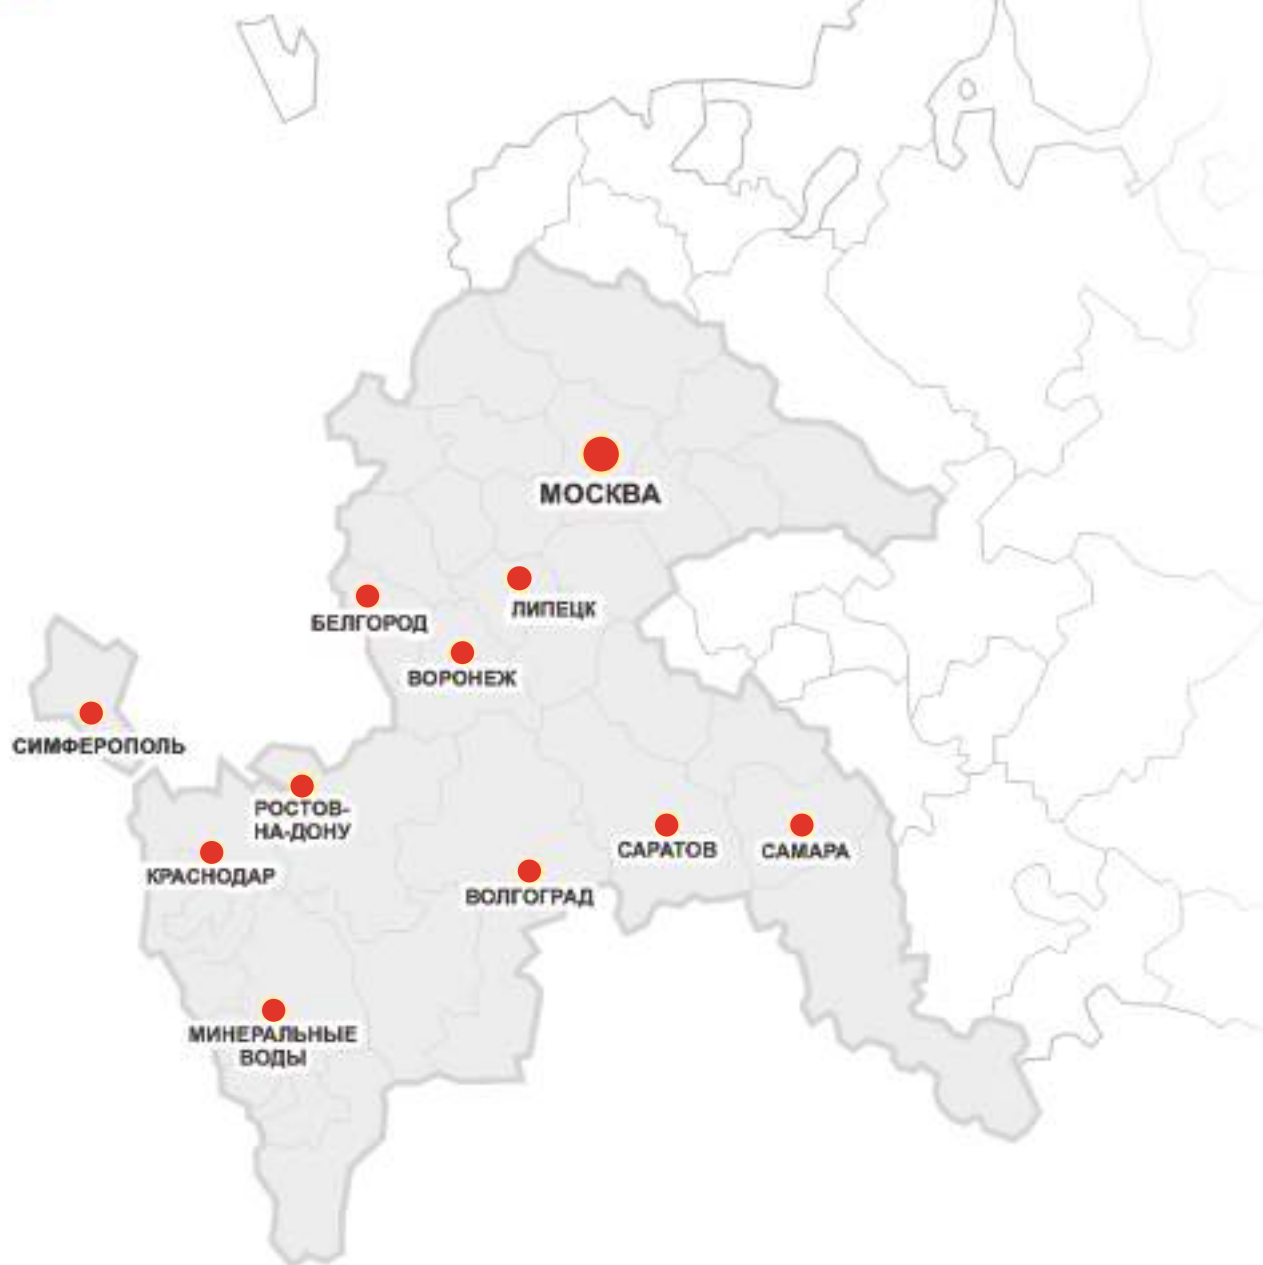 МОСКВА
ЛИПЕЦК
БЕЛГОРОД
ВОРОНЕЖ
СИМФЕРОПОЛЬ
РОСТОВ-
НА-ДОНУ
САРАТОВ
САМАРА
КРАСНОДАР
ВОЛГОГРАД
МИНЕРАЛЬНЫЕ
ВОДЫ